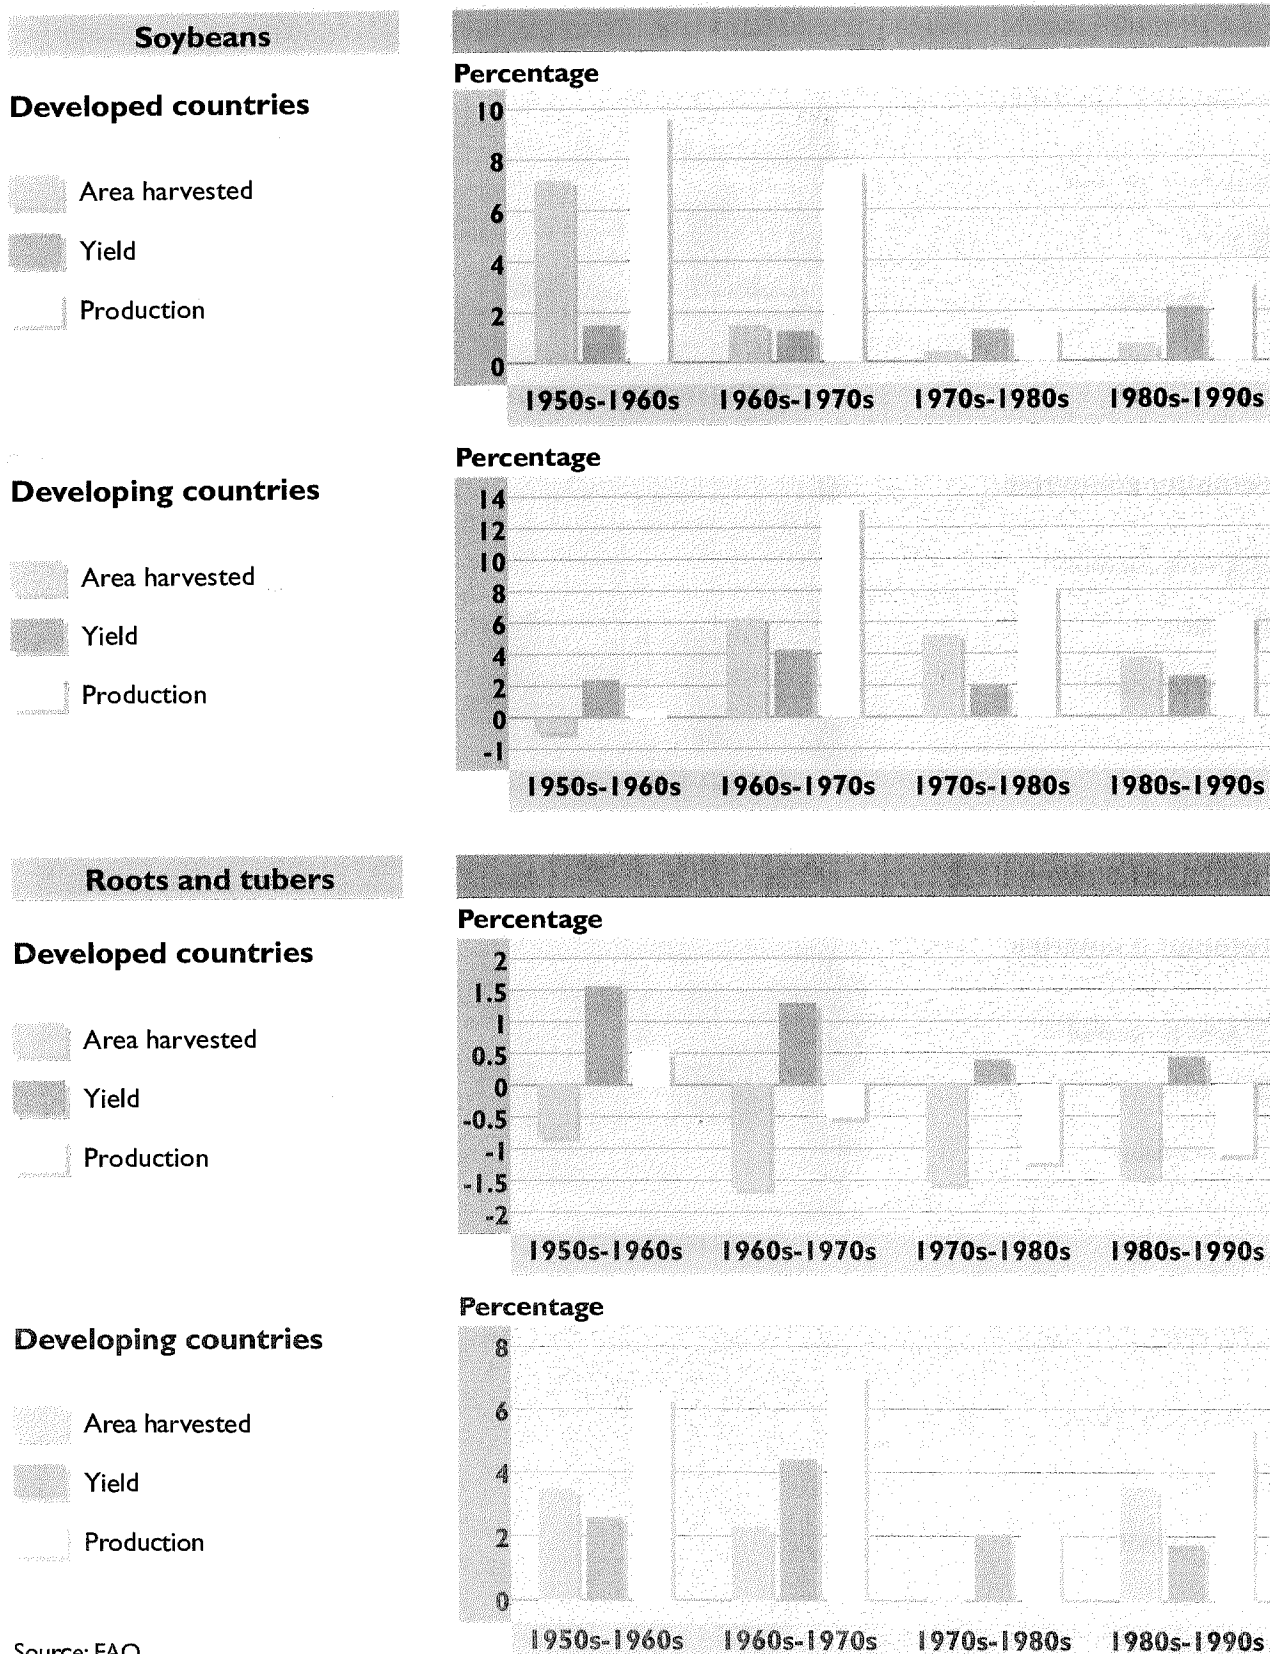 Soybeans
Percentage
Developed countries
10
8
6
4
2
0
Area harvested
Yield
Production
1950s-1960s 1960s-1970s 1970s-1980s 1980s-1990s
Percentage
Developing countries
14
12
10
8
6
4
2
0
-1
Area harvested
Yield
Production
1950s-1960s 1960s-1970s 1970s-1980s 1980s-1990s
Roots and tubers
Percentage
Developed countries
2
1.5
1
0.5
0
-0.5
-1
-1.5
-2
Area harvested
Yield
Production
1950s-1960s 1960s-1970s 1970s-1980s 1980s-1990s
Percentage
Developing countries
8
6
4
2
0
Area harvested
Yield
Production
1950s-1960s 1960s-1970s 1970s-1980s 1980s-1990s
Source: FAO